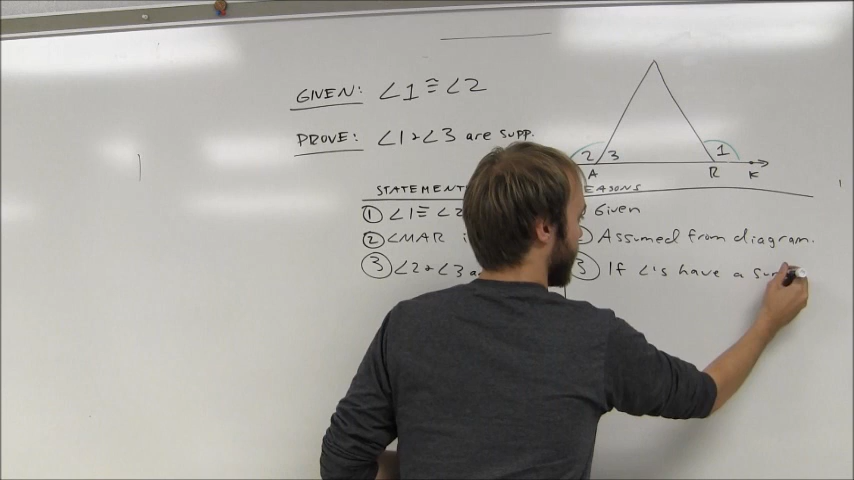 GIVEN: ∠1 ≅ ∠2
PROVE: ∠1 & ∠3 are supp.
2 3 1
A R K
STATEMENT EASONS
① ∠1 ≅ ∠2 Given
② ∠MAR Assumed from diagram.
③ ∠2 & ∠3 ③ If ∠'s have a